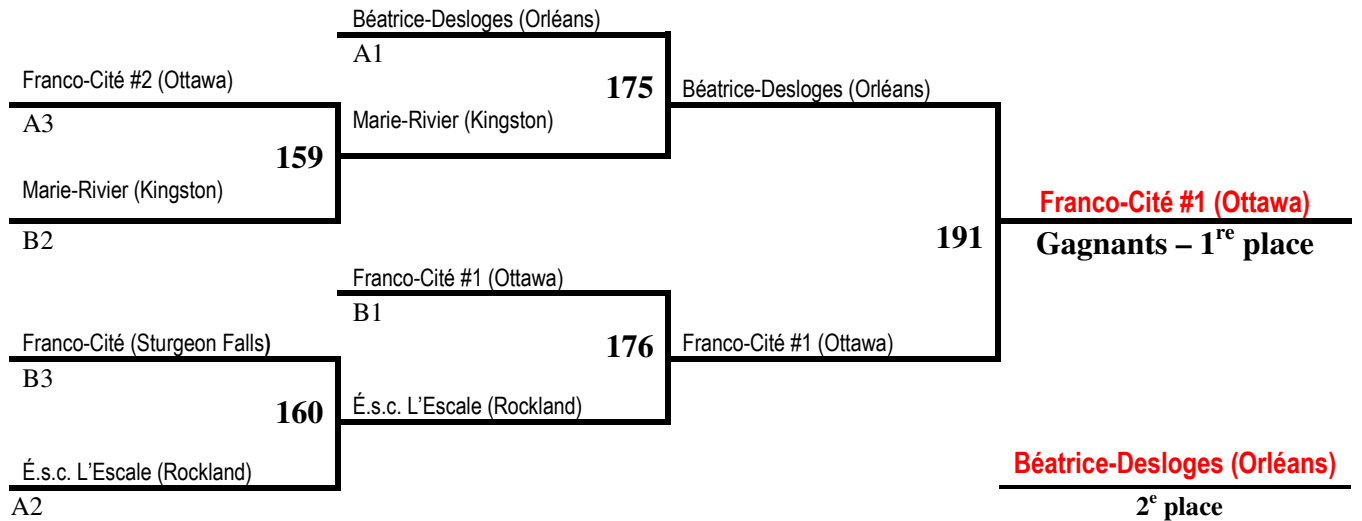 Béatrice-Desloges (Orléans)
A1
Franco-Cité #2 (Ottawa)
175
Béatrice-Desloges (Orléans)
A3
Marie-Rivier (Kingston)
159
Marie-Rivier (Kingston)
Franco-Cité #1 (Ottawa)
B2
191
Gagnants – 1re place
Franco-Cité #1 (Ottawa)
B1
Franco-Cité (Sturgeon Falls)
176
Franco-Cité #1 (Ottawa)
B3
160
É.s.c. L'Escale (Rockland)
É.s.c. L'Escale (Rockland)
Béatrice-Desloges (Orléans)
A2
2e place